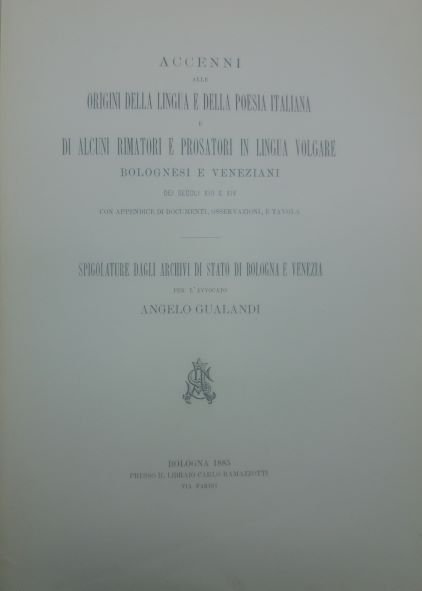 ACCENNI
ALLE
ORIGINI DELLA LINGUA E DELLA POESIA ITALIANA
E
DI ALCUNI RIMATORI E PROSATORI IN LINGUA VOLGARE
BOLOGNESI E VENEZIANI
DEI SECOLI XIII E XIV
CON APPENDICE DI DOCUMENTI, OSSERVAZIONI, E TAVOLA
SPIGOLATURE DAGLI ARCHIVI DI STATO DI BOLOGNA E VENEZIA
PER L'AVVOCATO
ANGELO GUALANDI
BOLOGNA 1885
PRESSO IL LIBRAIO CARLO RAMAZZOTTI
VIA FARINI